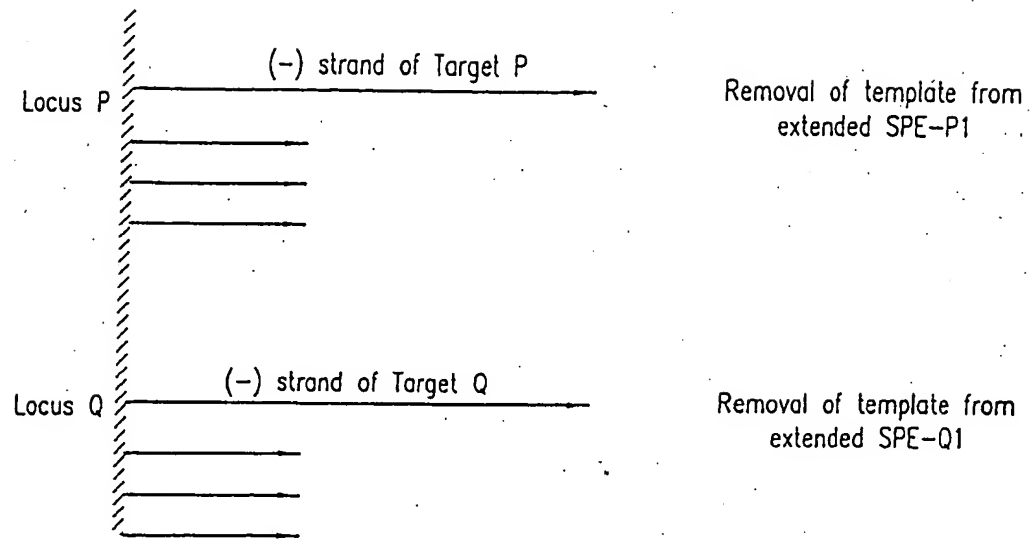 (-) strand of Target P
Locus P
Removal of template from
extended SPE-P1
(-) strand of Target Q
Locus Q
Removal of template from
extended SPE-Q1